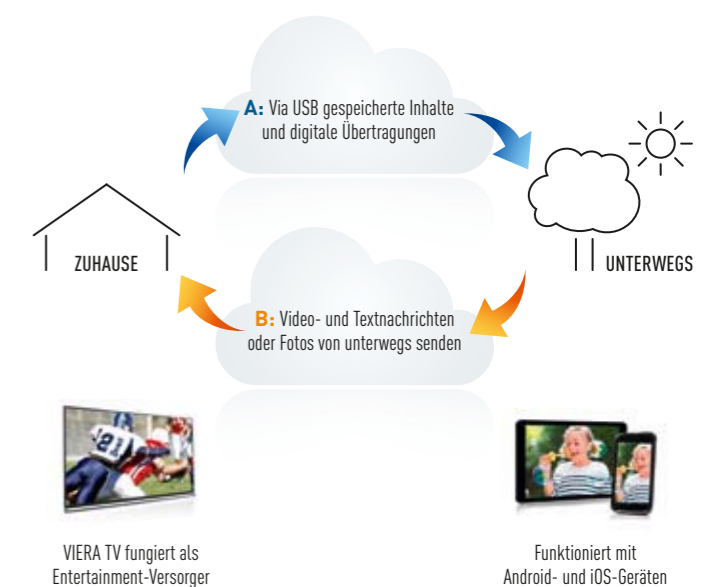 A: Via USB gespeicherte Inhalte
und digitale Übertragungen
ZUHAUSE
UNTERWEGS
B: Video- und Textnachrichten
oder Fotos von unterwegs senden
21
VIERA TV fungiert als
Entertainment-Versorger
Funktioniert mit
Android- und iOS-Geräten